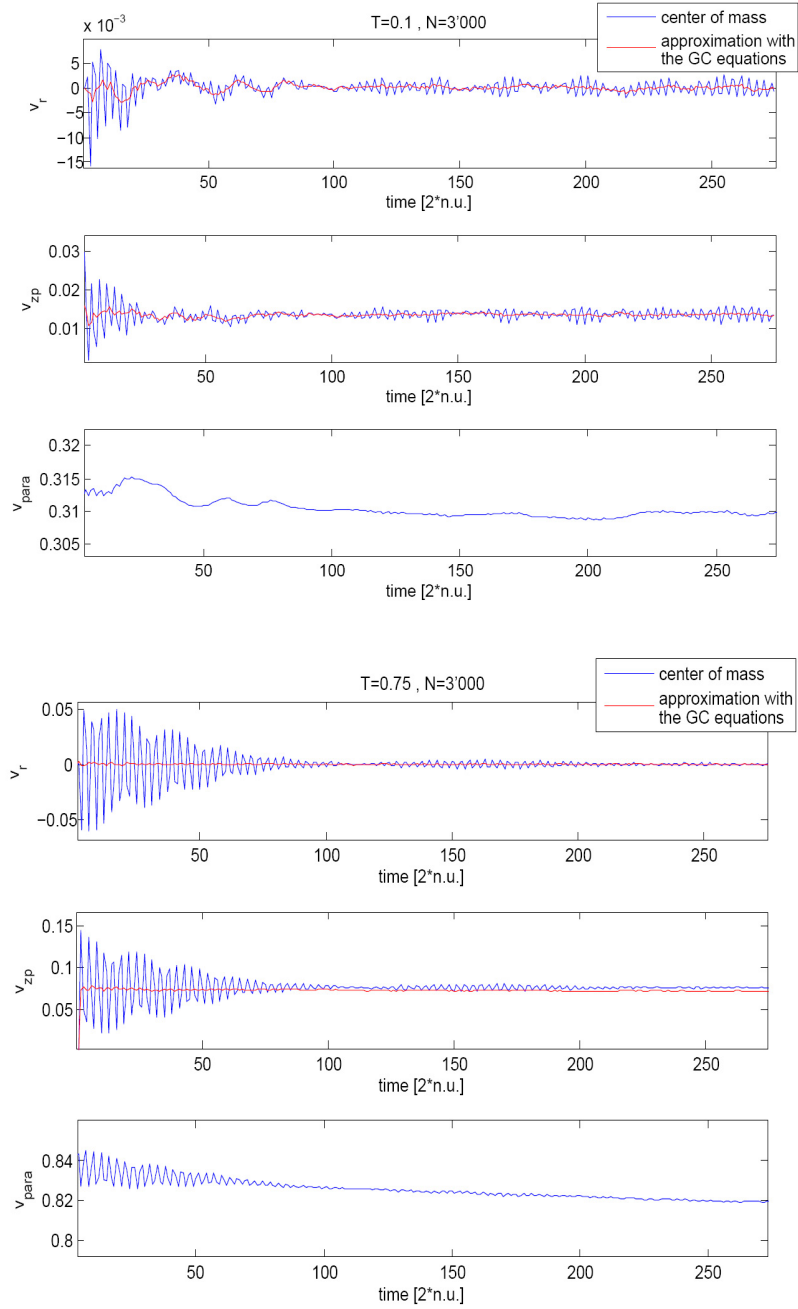 x 10⁻³
T=0.1 , N=3'000
center of mass
approximation with
the GC equations
5
0
−5
−10
−15
v_r
50 100 150 200 250
time [2*n.u.]
0.03
0.02
0.01
v_zp
50 100 150 200 250
time [2*n.u.]
0.32
0.315
0.31
0.305
v_para
50 100 150 200 250
time [2*n.u.]
T=0.75 , N=3'000
center of mass
approximation with
the GC equations
0.05
0
−0.05
v_r
50 100 150 200 250
time [2*n.u.]
0.15
0.1
0.05
v_zp
50 100 150 200 250
time [2*n.u.]
0.84
0.82
0.8
v_para
50 100 150 200 250
time [2*n.u.]